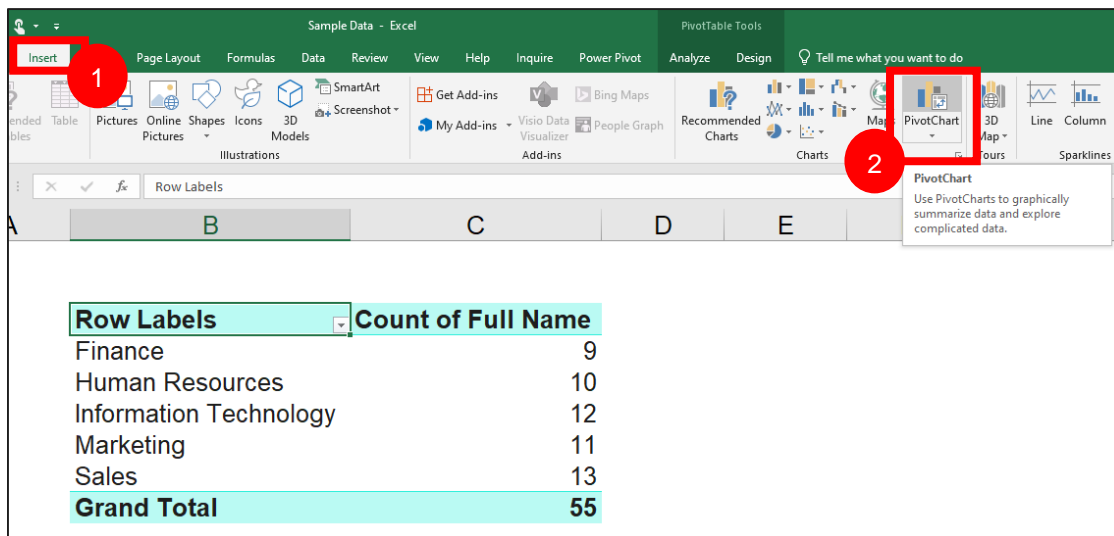 Sample Data - Excel
PivotTable Tools
Insert
Page Layout
Formulas
Data
Review
View
Help
Inquire
Power Pivot
Analyze
Design
Tell me what you want to do
1
Table
Pictures
Online
Pictures
Shapes
Icons
3D
Models
SmartArt
Screenshot
Illustrations
Get Add-ins
My Add-ins
Visio Data
Visualizer
Bing Maps
People Graph
Add-ins
Recommended
Charts
PivotChart
Charts
2
3D
Line
Column
Sparklines
fx
Row Labels
PivotChart
Use PivotCharts to graphically
summarize data and explore
complicated data.
A B C D E
Row Labels Count of Full Name
Finance 9
Human Resources 10
Information Technology 12
Marketing 11
Sales 13
Grand Total 55